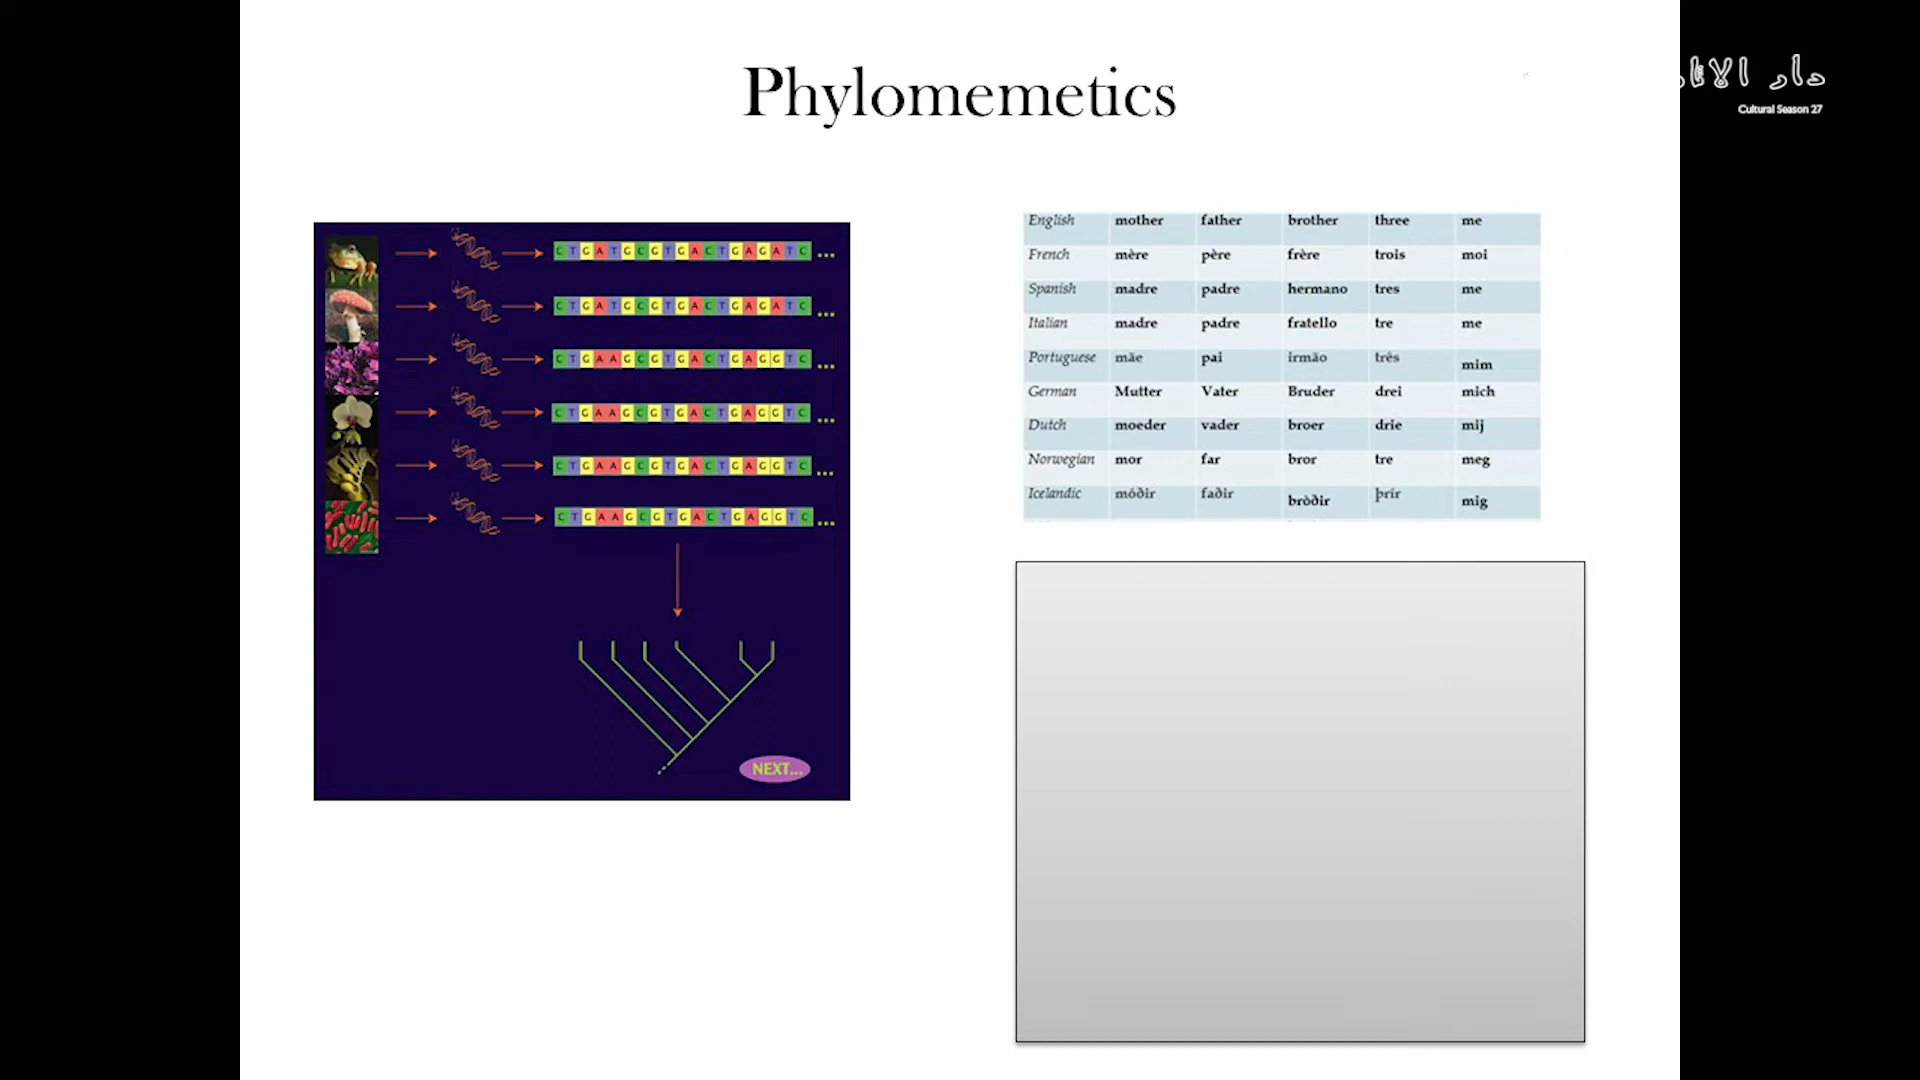 Phylomemetics
دار الآثار
Cultural Season 27
C T G A T G C G T G A C T G A G A T C ...
C T G A T G C G T G A C T G A G A T C ...
C T G A A G C G T G A C T G A G G T C ...
C T G A A G C G T G A C T G A G G T C ...
C T G A A G C G T G A C T G A G G T C ...
C T G A A G C G T G A C T G A G G T C ...
NEXT...
English mother father brother three me
French mère père frère trois moi
Spanish madre padre hermano tres me
Italian madre padre fratello tre me
Portuguese mãe pai irmão três mim
German Mutter Vater Bruder drei mich
Dutch moeder vader broer drie mij
Norwegian mor far bror tre meg
Icelandic móðir faðir bròðir þrír mig